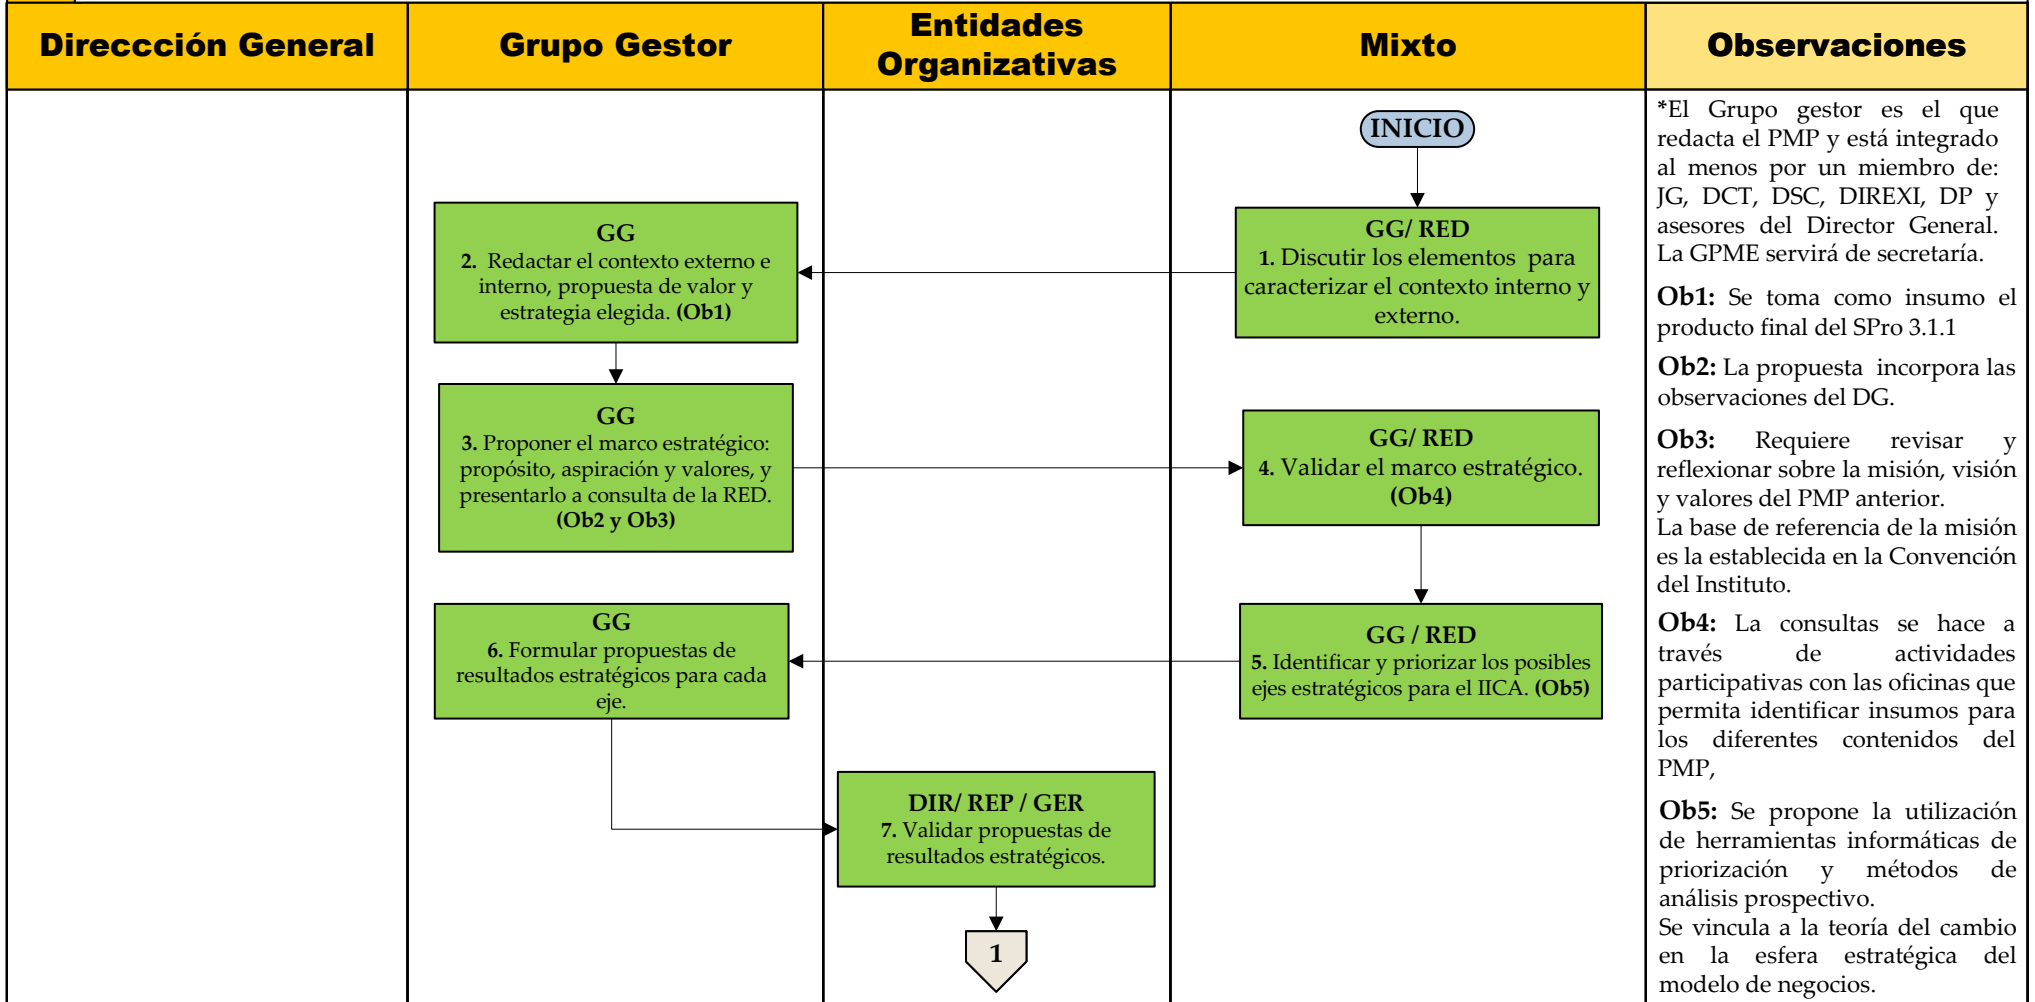 Direccción General
Grupo Gestor
Entidades
Organizativas
Mixto
Observaciones
INICIO
GG/ RED
1. Discutir los elementos para
caracterizar el contexto interno y
externo.
GG
2. Redactar el contexto externo e
interno, propuesta de valor y
estrategia elegida. (Ob1)
GG
3. Proponer el marco estratégico:
propósito, aspiración y valores, y
presentarlo a consulta de la RED.
(Ob2 y Ob3)
GG/ RED
4. Validar el marco estratégico.
(Ob4)
GG / RED
5. Identificar y priorizar los posibles
ejes estratégicos para el IICA. (Ob5)
GG
6. Formular propuestas de
resultados estratégicos para cada
eje.
DIR/ REP / GER
7. Validar propuestas de
resultados estratégicos.
1
*El Grupo gestor es el que
redacta el PMP y está integrado
al menos por un miembro de:
JG, DCT, DSC, DIREXI, DP y
asesores del Director General.
La GPME servirá de secretaría.
Ob1: Se toma como insumo el
producto final del SPro 3.1.1
Ob2: La propuesta incorpora las
observaciones del DG.
Ob3: Requiere revisar y
reflexionar sobre la misión, visión
y valores del PMP anterior.
La base de referencia de la misión
es la establecida en la Convención
del Instituto.
Ob4: La consultas se hace a
través de actividades
participativas con las oficinas que
permita identificar insumos para
los diferentes contenidos del
PMP,
Ob5: Se propone la utilización
de herramientas informáticas de
priorización y métodos de
análisis prospectivo.
Se vincula a la teoría del cambio
en la esfera estratégica del
modelo de negocios.